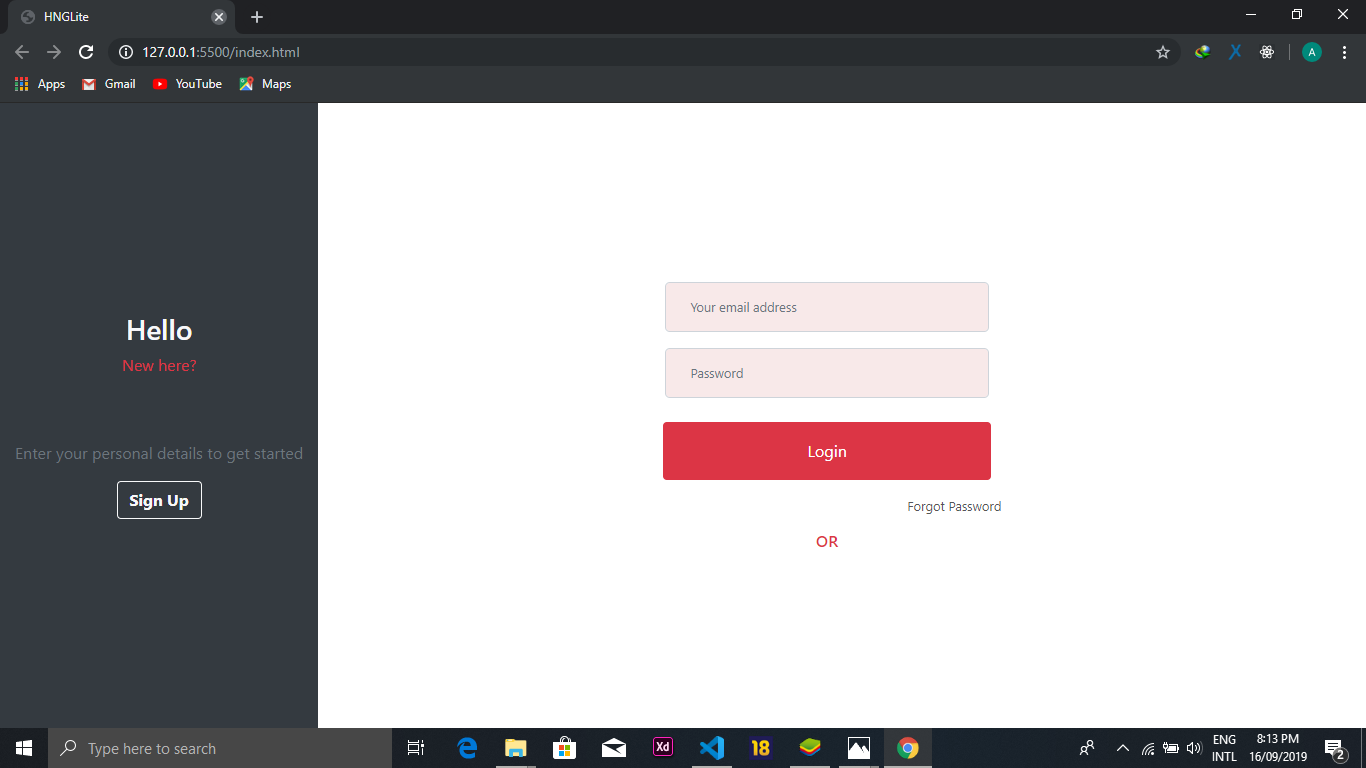 HNGLite
127.0.0.1:5500/index.html
A
Apps Gmail YouTube Maps
Hello
New here?
Enter your personal details to get started
Sign Up
Your email address
Password
Login
Forgot Password
OR
Type here to search
Xd
18
ENG
INTL
8:13 PM
16/09/2019
2